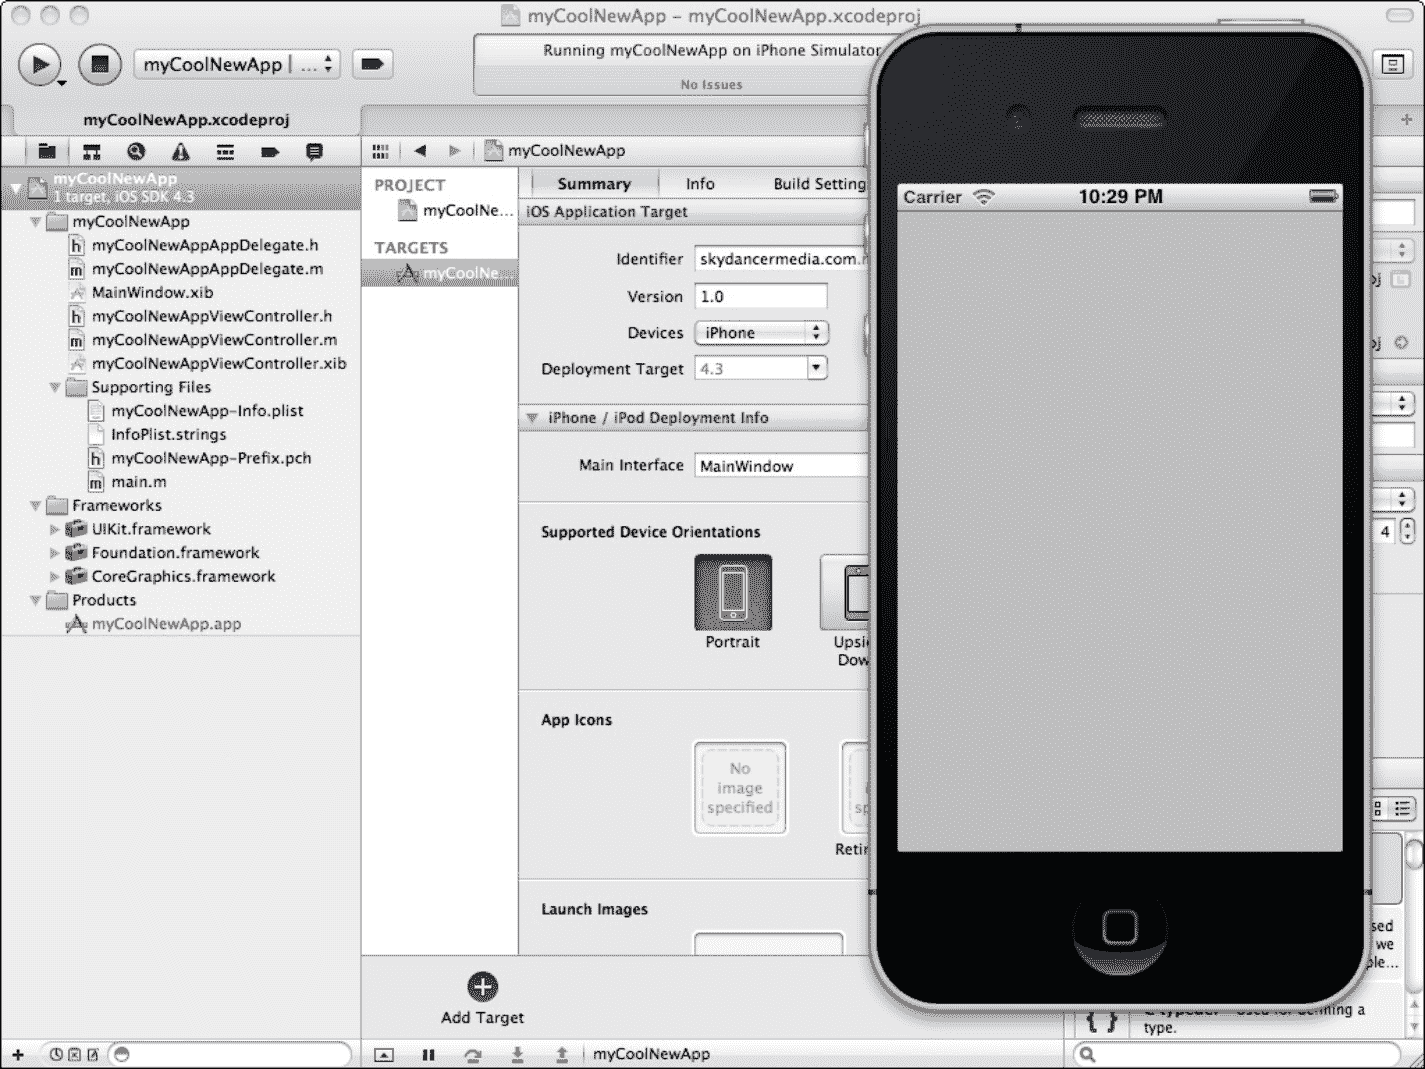 myCoolNewApp – myCoolNewApp.xcodeproj
myCoolNewApp | ...
Running myCoolNewApp on iPhone Simulator
No Issues
myCoolNewApp.xcodeproj
myCoolNewApp
1 target, iOS SDK 4.3
myCoolNewApp
myCoolNewAppAppDelegate.h
myCoolNewAppAppDelegate.m
MainWindow.xib
myCoolNewAppViewController.h
myCoolNewAppViewController.m
myCoolNewAppViewController.xib
Supporting Files
myCoolNewApp-Info.plist
InfoPlist.strings
myCoolNewApp-Prefix.pch
main.m
Frameworks
UIKit.framework
Foundation.framework
CoreGraphics.framework
Products
myCoolNewApp.app
myCoolNewApp
PROJECT
myCoolNe...
TARGETS
myCoolNe...
Summary Info Build Setting
iOS Application Target
Identifier skydancermedia.com.
Version 1.0
Devices iPhone
Deployment Target 4.3
iPhone / iPod Deployment Info
Main Interface MainWindow
Supported Device Orientations
Portrait
App Icons
No
image
specified
Launch Images
Add Target
myCoolNewApp
Carrier 10:29 PM
4
we
type.